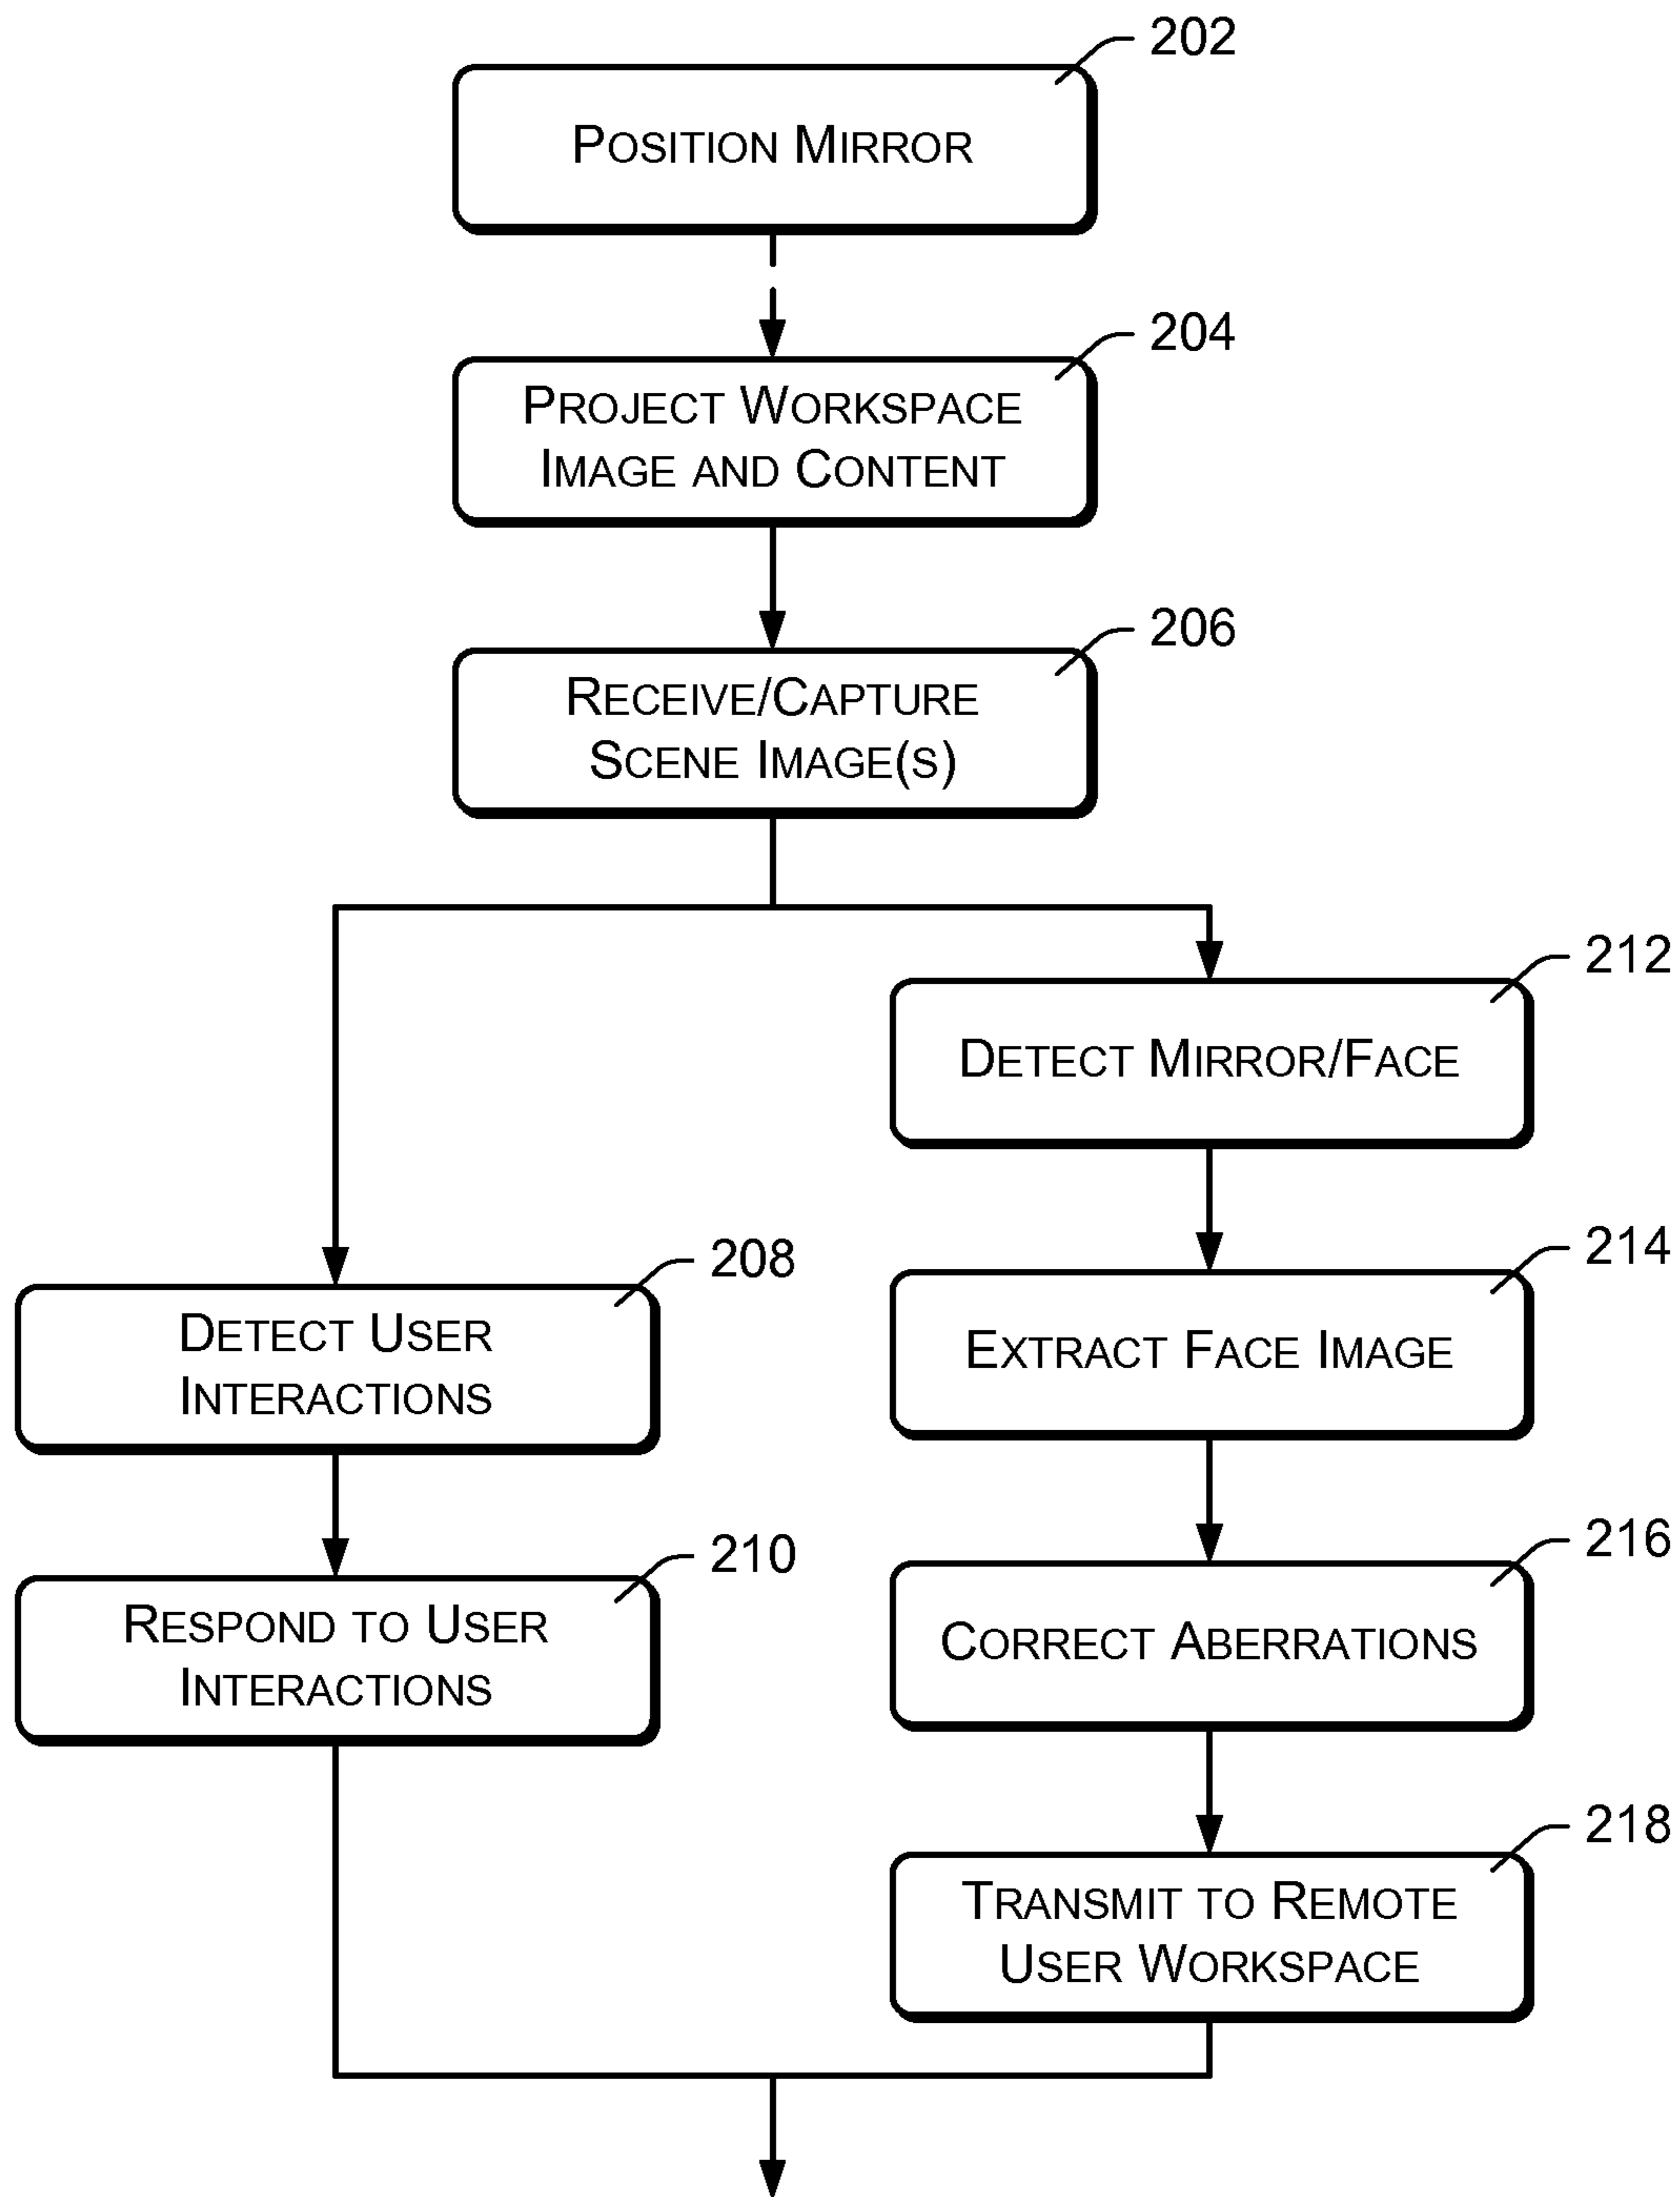 202
POSITION MIRROR
204
PROJECT WORKSPACE
IMAGE AND CONTENT
206
RECEIVE/CAPTURE
SCENE IMAGE(S)
212
DETECT MIRROR/FACE
208
DETECT USER
INTERACTIONS
214
EXTRACT FACE IMAGE
210
RESPOND TO USER
INTERACTIONS
216
CORRECT ABERRATIONS
218
TRANSMIT TO REMOTE
USER WORKSPACE